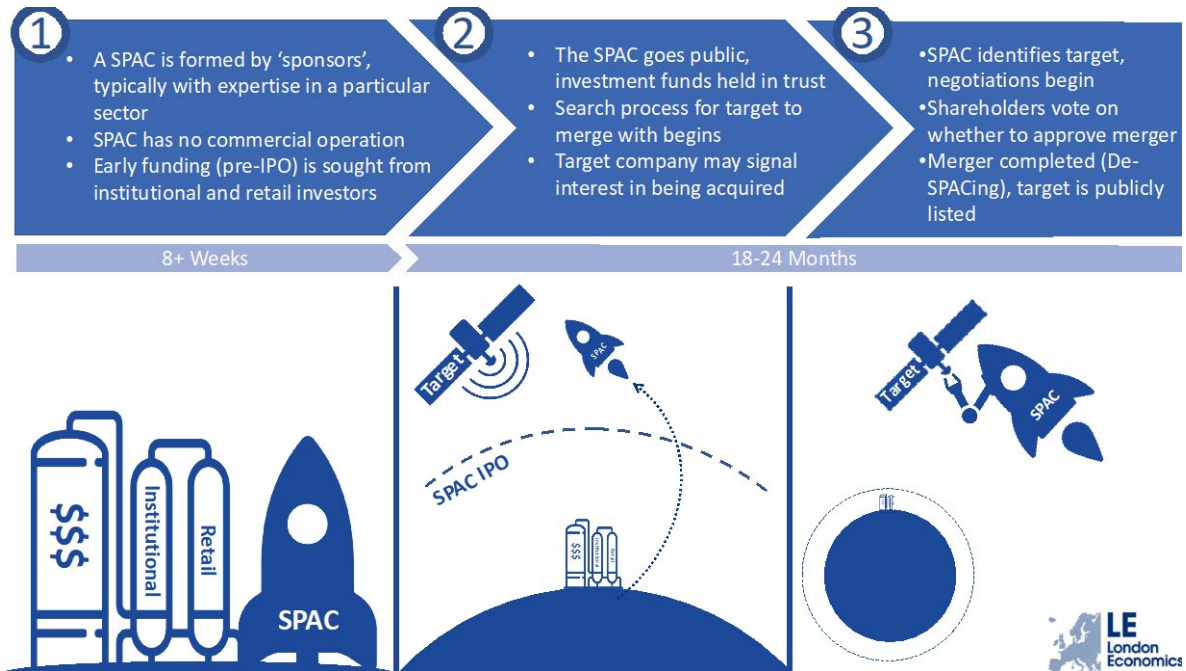 1
• A SPAC is formed by ‘sponsors’,
typically with expertise in a particular
sector
• SPAC has no commercial operation
• Early funding (pre-IPO) is sought from
institutional and retail investors
2
• The SPAC goes public,
investment funds held in trust
• Search process for target to
merge with begins
• Target company may signal
interest in being acquired
3
•SPAC identifies target,
negotiations begin
•Shareholders vote on
whether to approve merger
•Merger completed (De-
SPACing), target is publicly
listed
8+ Weeks
18-24 Months
$$$
Institutional
Retail
SPAC
Target
SPAC
SPAC IPO
$$$
Institutional
Retail
Target
SPAC
LE
London
Economics